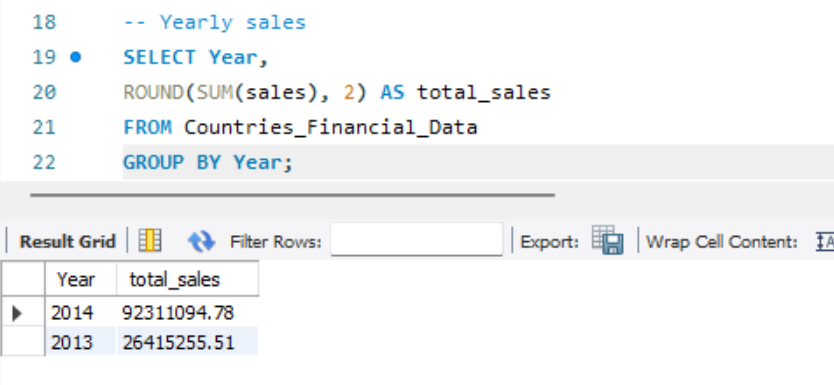 18 -- Yearly sales
19 SELECT Year,
20 ROUND(SUM(sales), 2) AS total_sales
21 FROM Countries_Financial_Data
22 GROUP BY Year;
Result Grid Filter Rows: Export: Wrap Cell Content:
Year total_sales
2014 92311094.78
2013 26415255.51